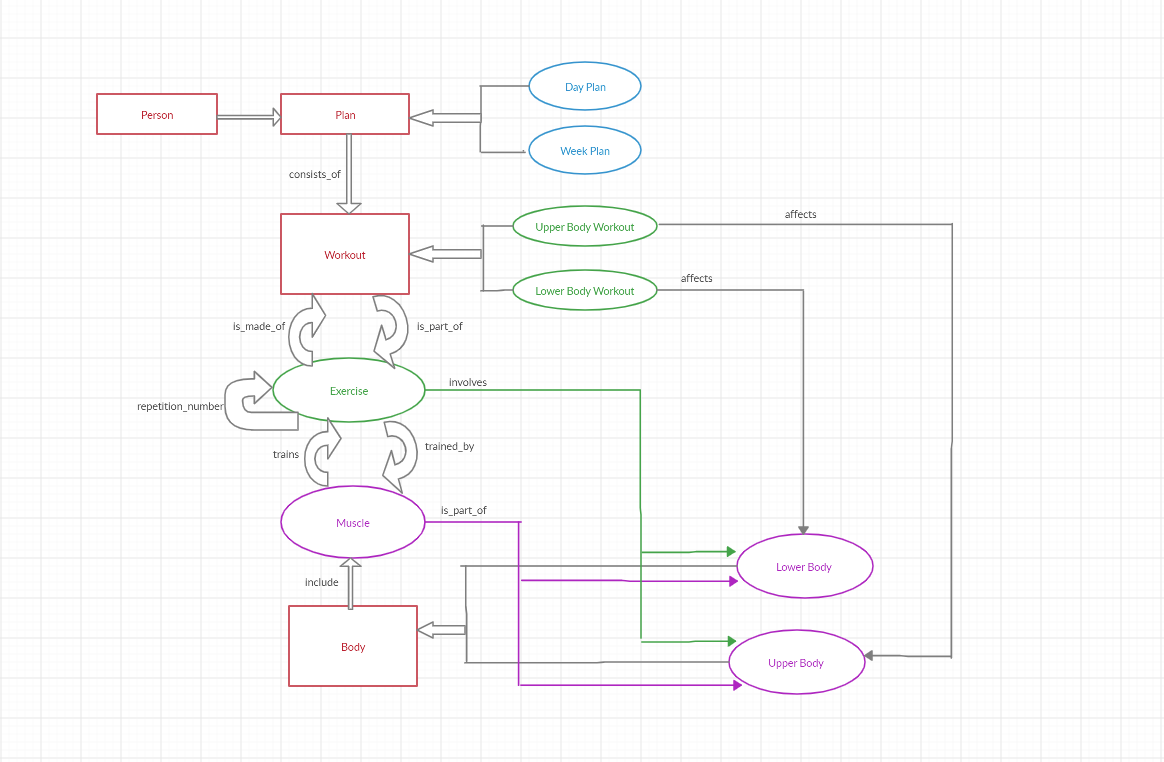 Day Plan
Person
Plan
Week Plan
consists_of
affects
Upper Body Workout
Workout
affects
Lower Body Workout
is_made_of
is_part_of
involves
Exercise
repetition_number
trained_by
trains
is_part_of
Muscle
Lower Body
include
Body
Upper Body